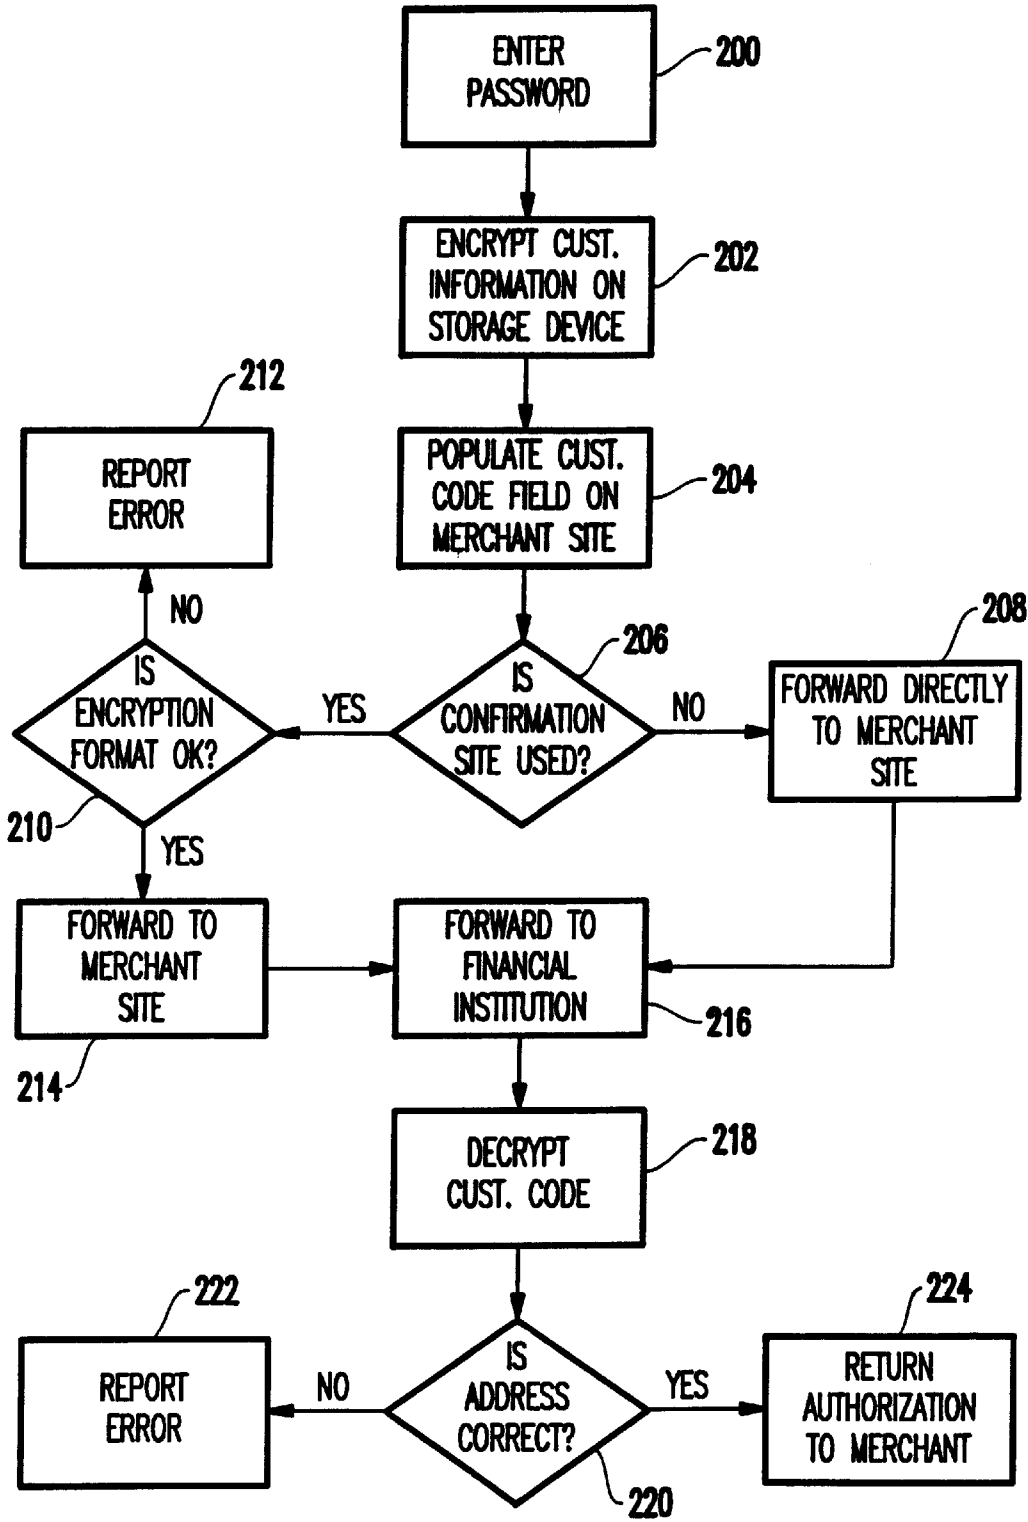 ENTER
PASSWORD
200
ENCRYPT CUST.
INFORMATION ON
STORAGE DEVICE
202
212
REPORT
ERROR
POPULATE CUST.
CODE FIELD ON
MERCHANT SITE
204
NO
206
208
IS
ENCRYPTION
FORMAT OK?
YES
IS
CONFIRMATION
SITE USED?
NO
FORWARD DIRECTLY
TO MERCHANT
SITE
210
YES
FORWARD TO
MERCHANT
SITE
214
FORWARD TO
FINANCIAL
INSTITUTION
216
DECRYPT
CUST. CODE
218
222
REPORT
ERROR
NO
IS
ADDRESS
CORRECT?
YES
220
224
RETURN
AUTHORIZATION
TO MERCHANT